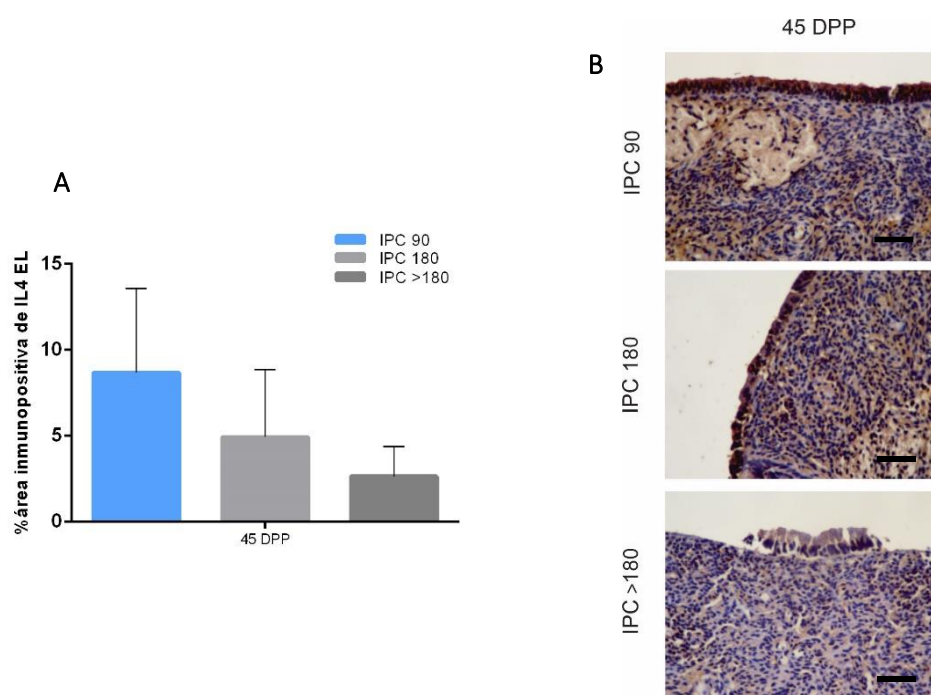 A
%área inmunopositiva de IL4 EL
15
10
5
0
IPC 90
IPC 180
IPC >180
45 DPP
B
45 DPP
IPC 90
IPC 180
IPC >180